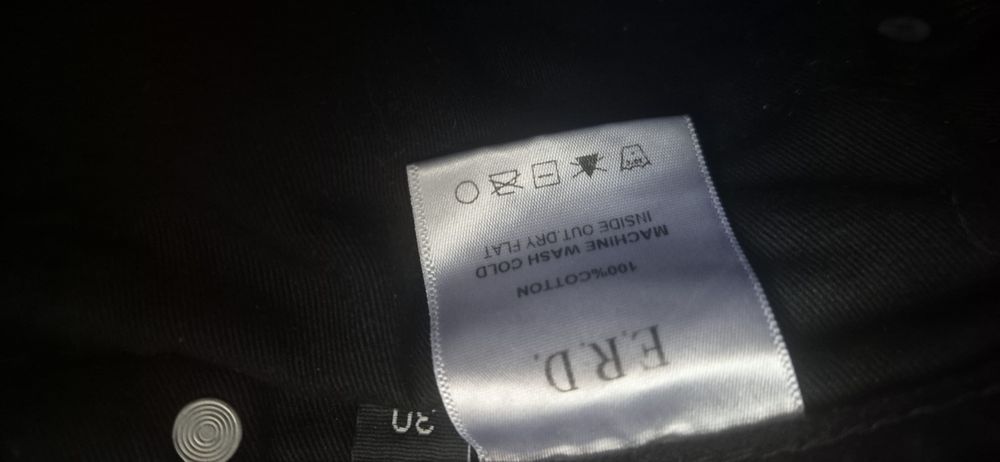 E.R.D.
100%COTTON
MACHINE WASH COLD
INSIDE OUT.DRY FLAT
30